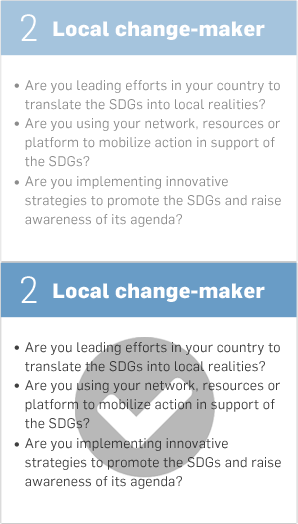 2 Local change-maker
• Are you leading efforts in your country to
translate the SDGs into local realities?
• Are you using your network, resources or
platform to mobilize action in support of
the SDGs?
• Are you implementing innovative
strategies to promote the SDGs and raise
awareness of its agenda?
2 Local change-maker
• Are you leading efforts in your country to
translate the SDGs into local realities?
• Are you using your network, resources or
platform to mobilize action in support of
the SDGs?
• Are you implementing innovative
strategies to promote the SDGs and raise
awareness of its agenda?